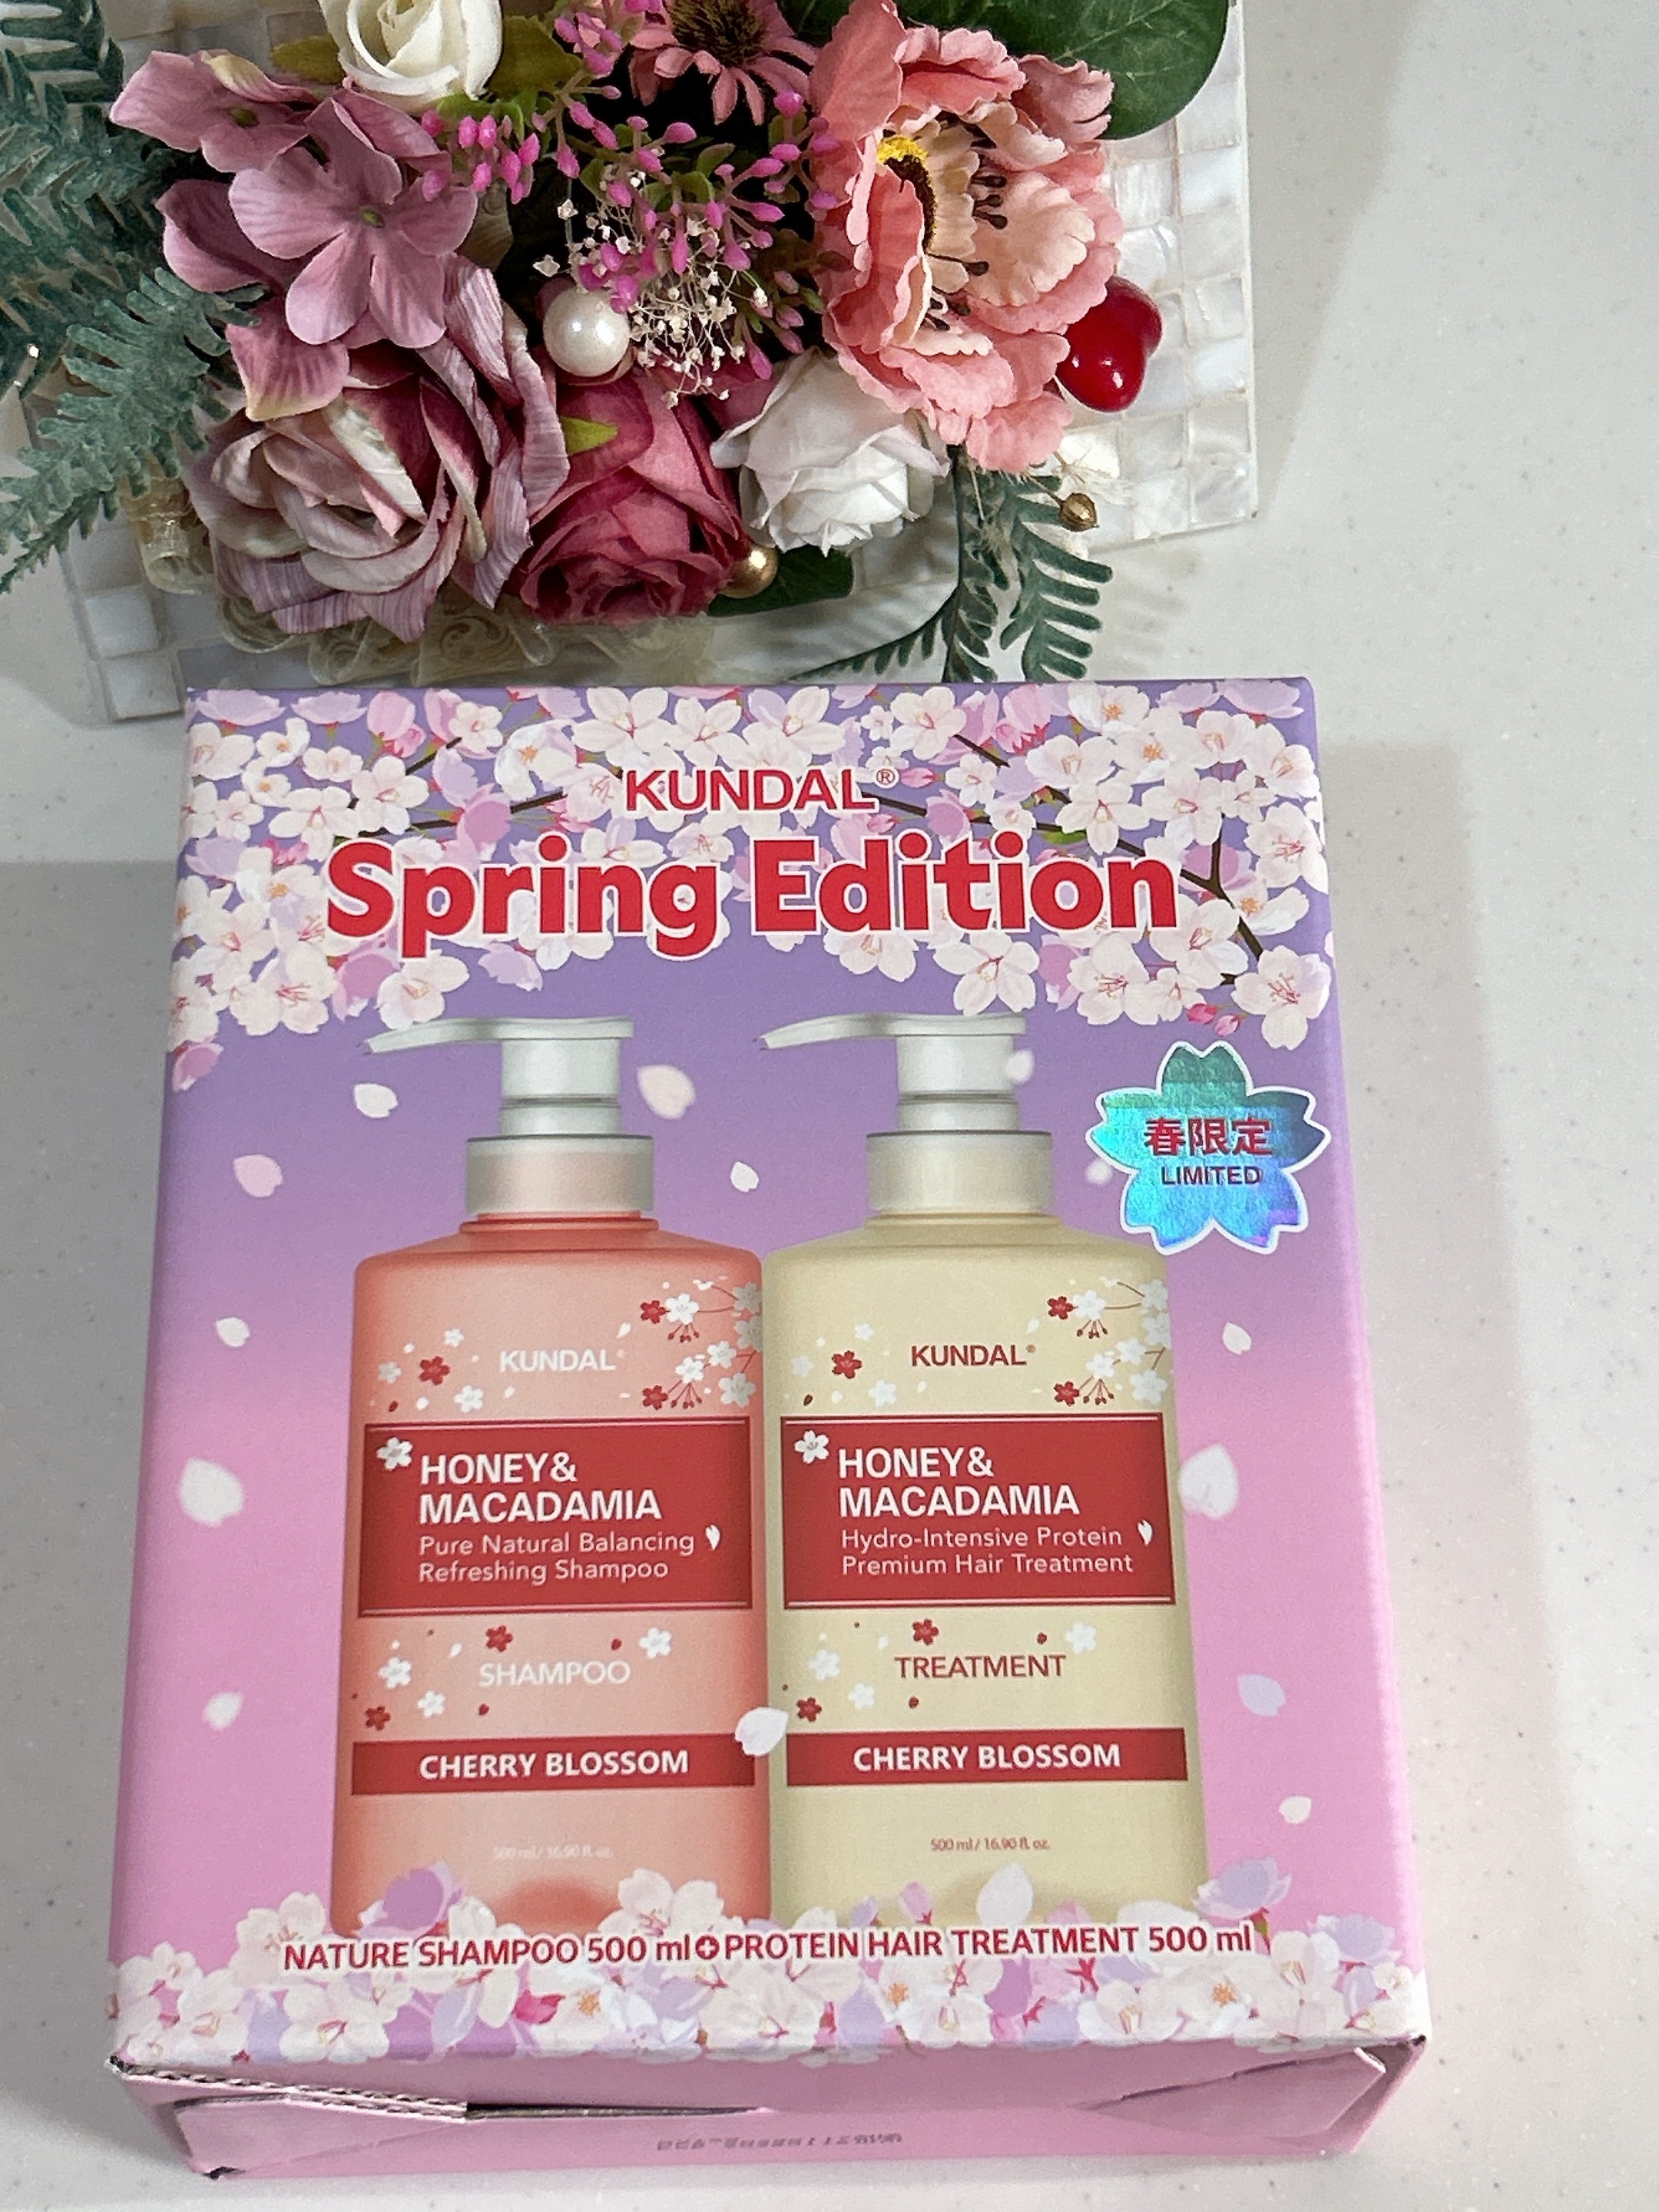 KUNDAL®
Spring Edition
春限定
LIMITED
KUNDAL®
HONEY&
MACADAMIA
Pure Natural Balancing
Refreshing Shampoo
SHAMPOO
CHERRY BLOSSOM
500 ml / 16.90 fl. oz.
KUNDAL®
HONEY&
MACADAMIA
Hydro-Intensive Protein
Premium Hair Treatment
TREATMENT
CHERRY BLOSSOM
500 ml / 16.90 fl. oz.
NATURE SHAMPOO 500 ml+PROTEIN HAIR TREATMENT 500 ml